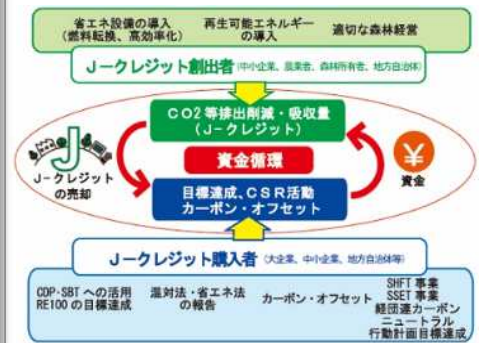 省エネ設備の導入
(燃料転換、高効率化)
再生可能エネルギー
の導入
適切な森林経営
J-クレジット創出者 (中小企業、農業者、森林所有者、地方自治体)
CO2等排出削減・吸収量
(J-クレジット)
J
J-クレジット
の売却
資金循環
¥
資金
目標達成、CSR活動
カーボン・オフセット
J-クレジット購入者 (大企業、中小企業、地方自治体等)
CDP・SBTへの活用
RE100の目標達成
温対法・省エネ法
の報告
カーボン・オフセット
SHFT事業
SSET事業
経団連カーボン
ニュートラル
行動計画目標達成